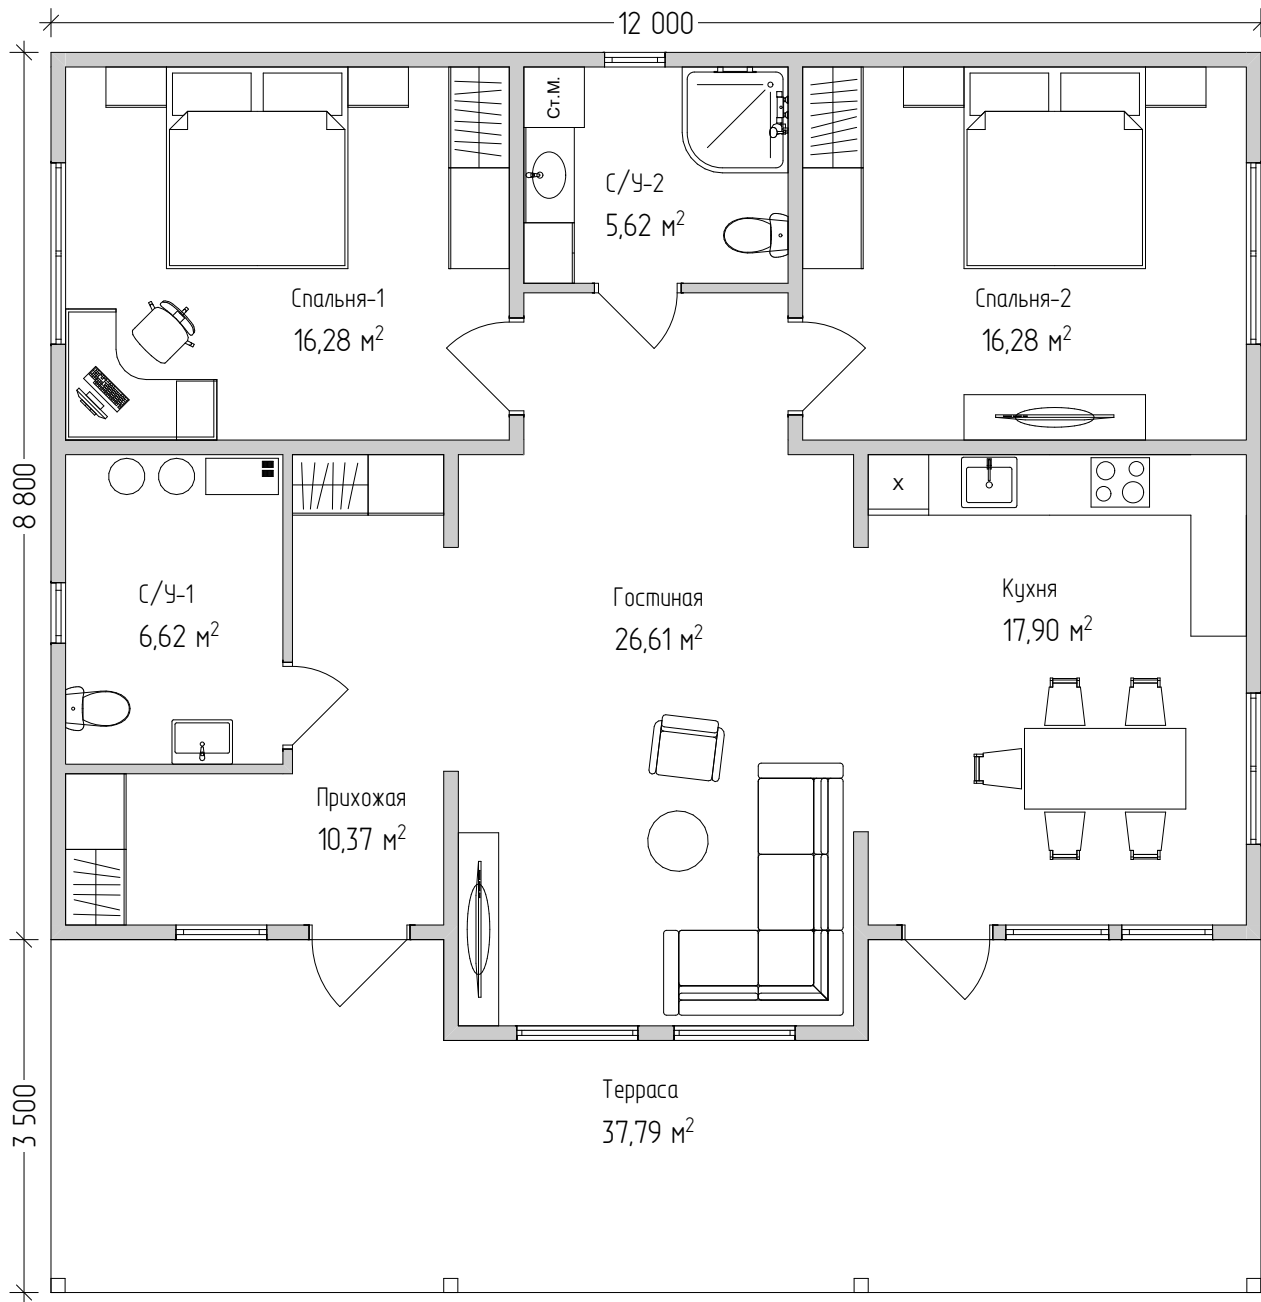 12 000
Ст.М.
С/У-2
5,62 м²
Спальня-1
16,28 м²
Спальня-2
16,28 м²
8 800
х
С/У-1
6,62 м²
Гостиная
26,61 м²
Кухня
17,90 м²
Прихожая
10,37 м²
3 500
Терраса
37,79 м²